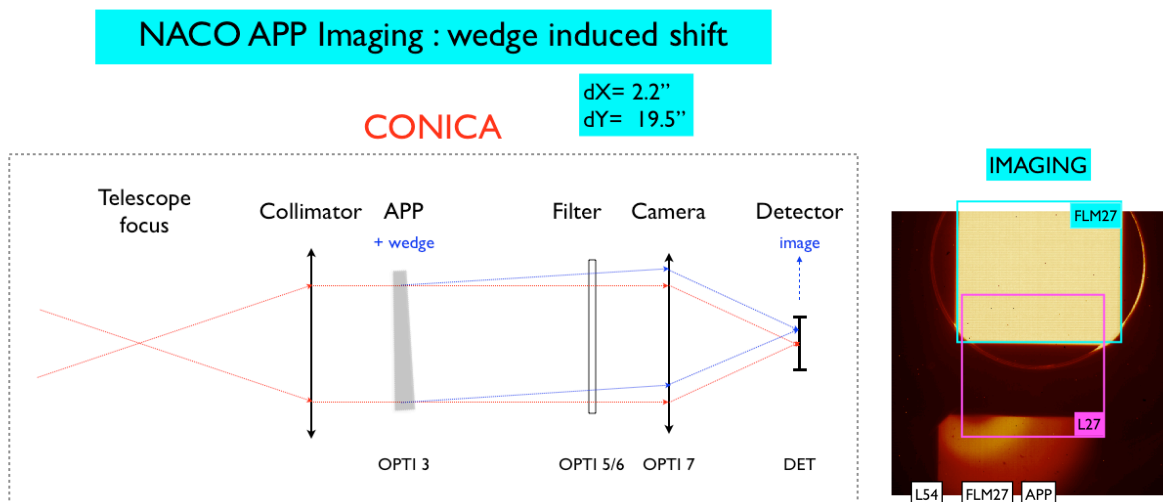 NACO APP Imaging : wedge induced shift
dX= 2.2”
dY= 19.5”
CONICA
IMAGING
Telescope
focus
Collimator
APP
+ wedge
Filter
Camera
Detector
image
FLM27
L27
OPTI 3
OPTI 5/6
OPTI 7
DET
L54
FLM27
APP